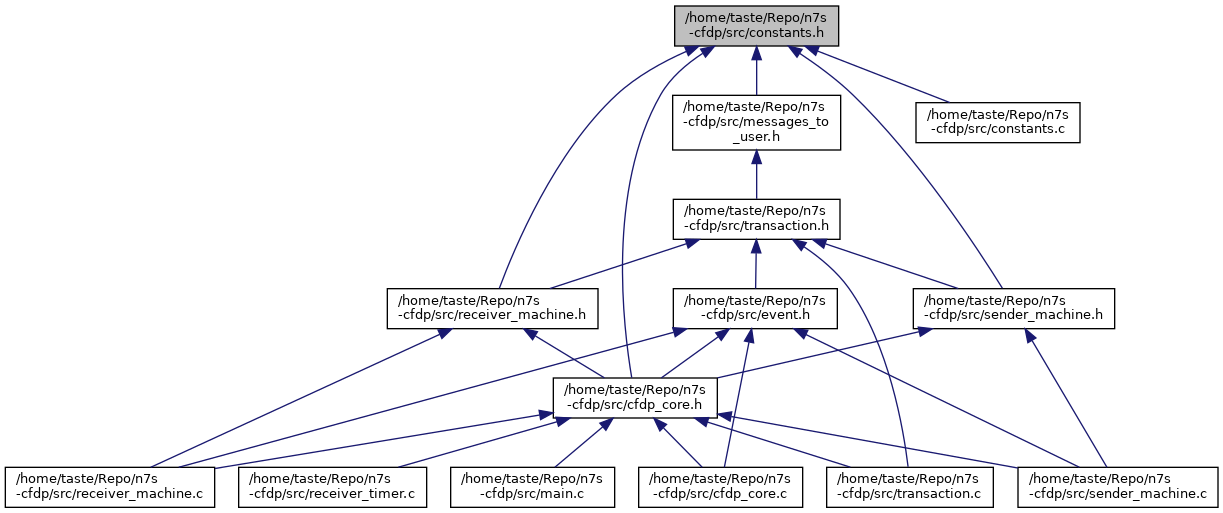 /home/taste/Repo/n7s
-cfdp/src/constants.h
/home/taste/Repo/n7s
-cfdp/src/messages_to
_user.h
/home/taste/Repo/n7s
-cfdp/src/constants.c
/home/taste/Repo/n7s
-cfdp/src/transaction.h
/home/taste/Repo/n7s
-cfdp/src/receiver_machine.h
/home/taste/Repo/n7s
-cfdp/src/event.h
/home/taste/Repo/n7s
-cfdp/src/sender_machine.h
/home/taste/Repo/n7s
-cfdp/src/cfdp_core.h
/home/taste/Repo/n7s
-cfdp/src/receiver_machine.c
/home/taste/Repo/n7s
-cfdp/src/receiver_timer.c
/home/taste/Repo/n7s
-cfdp/src/main.c
/home/taste/Repo/n7s
-cfdp/src/cfdp_core.c
/home/taste/Repo/n7s
-cfdp/src/transaction.c
/home/taste/Repo/n7s
-cfdp/src/sender_machine.c